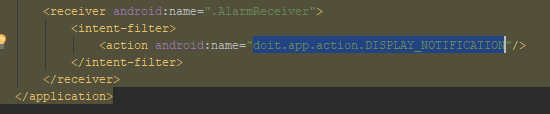 <receiver android:name=".AlarmReceiver">
<intent-filter>
<action android:name="doit.app.action.DISPLAY_NOTIFICATION"/>
</intent-filter>
</receiver>
</application>